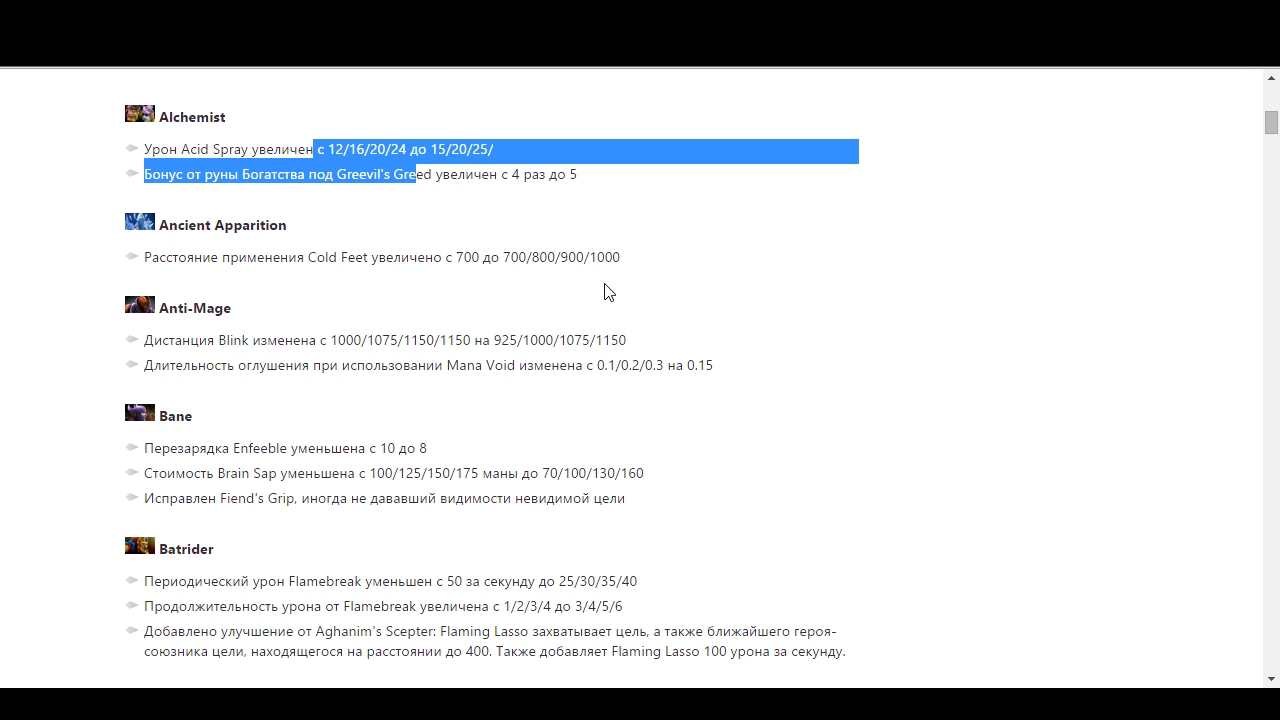 Alchemist
Урон Acid Spray увеличен с 12/16/20/24 до 15/20/25/
Бонус от руны Богатства под Greevil's Greed увеличен с 4 раз до 5
Ancient Apparition
Расстояние применения Cold Feet увеличено с 700 до 700/800/900/1000
Anti-Mage
Дистанция Blink изменена с 1000/1075/1150/1150 на 925/1000/1075/1150
Длительность оглушения при использовании Mana Void изменена с 0.1/0.2/0.3 на 0.15
Bane
Перезарядка Enfeeble уменьшена с 10 до 8
Стоимость Brain Sap уменьшена с 100/125/150/175 маны до 70/100/130/160
Исправлен Fiend's Grip, иногда не дававший видимости невидимой цели
Batrider
Периодический урон Flamebreak уменьшен с 50 за секунду до 25/30/35/40
Продолжительность урона от Flamebreak увеличена с 1/2/3/4 до 3/4/5/6
Добавлено улучшение от Aghanim's Scepter: Flaming Lasso захватывает цель, а также ближайшего героя-
союзника цели, находящегося на расстоянии до 400. Также добавляет Flaming Lasso 100 урона за секунду.